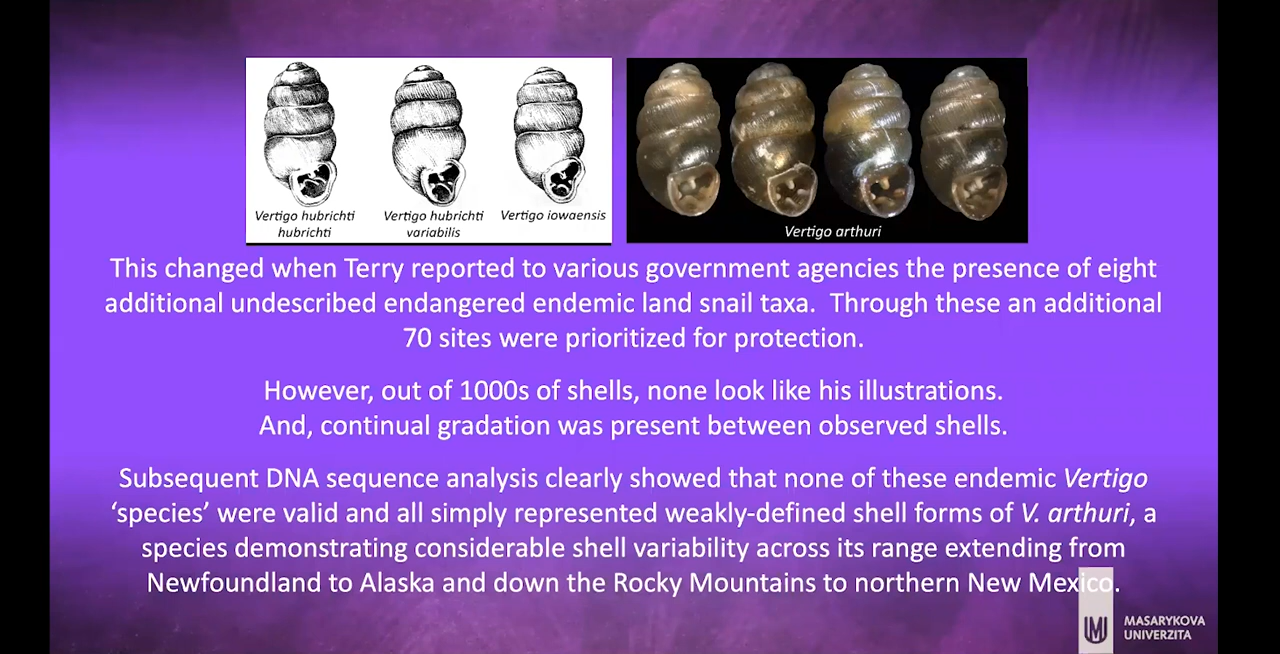 Vertigo hubrichti
hubrichti
Vertigo hubrichti
variabilis
Vertigo iowaensis
Vertigo arthuri
This changed when Terry reported to various government agencies the presence of eight
additional undescribed endangered endemic land snail taxa.  Through these an additional
70 sites were prioritized for protection.
However, out of 1000s of shells, none look like his illustrations.
And, continual gradation was present between observed shells.
Subsequent DNA sequence analysis clearly showed that none of these endemic Vertigo
‘species’ were valid and all simply represented weakly-defined shell forms of V. arthuri, a
species demonstrating considerable shell variability across its range extending from
Newfoundland to Alaska and down the Rocky Mountains to northern New Mexico.
MASARYKOVA
UNIVERZITA